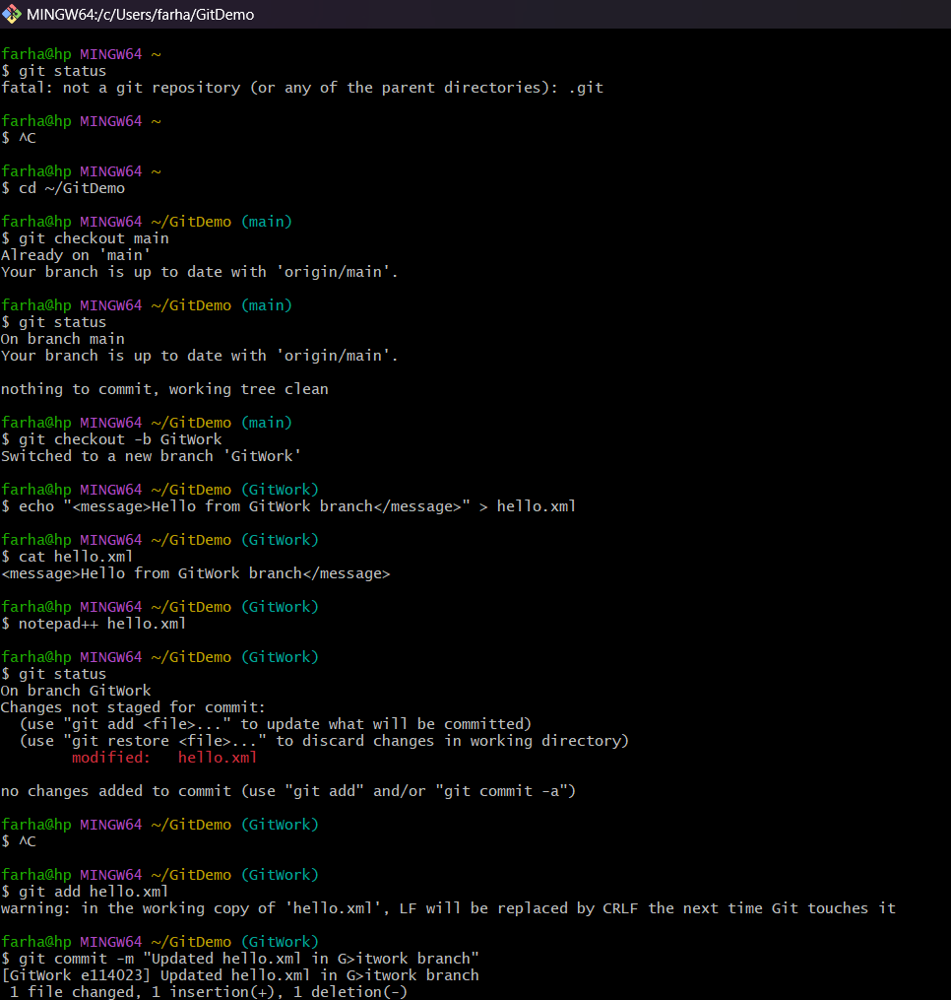 MINGW64:/c/Users/farha/GitDemo
farha@hp MINGW64 ~
$ git status
fatal: not a git repository (or any of the parent directories): .git
farha@hp MINGW64 ~
$ ^C
farha@hp MINGW64 ~
$ cd ~/GitDemo
farha@hp MINGW64 ~/GitDemo (main)
$ git checkout main
Already on 'main'
Your branch is up to date with 'origin/main'.
farha@hp MINGW64 ~/GitDemo (main)
$ git status
On branch main
Your branch is up to date with 'origin/main'.
nothing to commit, working tree clean
farha@hp MINGW64 ~/GitDemo (main)
$ git checkout -b GitWork
Switched to a new branch 'GitWork'
farha@hp MINGW64 ~/GitDemo (GitWork)
$ echo "<message>Hello from GitWork branch</message>" > hello.xml
farha@hp MINGW64 ~/GitDemo (GitWork)
$ cat hello.xml
<message>Hello from GitWork branch</message>
farha@hp MINGW64 ~/GitDemo (GitWork)
$ notepad++ hello.xml
farha@hp MINGW64 ~/GitDemo (GitWork)
$ git status
On branch GitWork
Changes not staged for commit:
  (use "git add <file>..." to update what will be committed)
  (use "git restore <file>..." to discard changes in working directory)
        modified:   hello.xml
no changes added to commit (use "git add" and/or "git commit -a")
farha@hp MINGW64 ~/GitDemo (GitWork)
$ ^C
farha@hp MINGW64 ~/GitDemo (GitWork)
$ git add hello.xml
warning: in the working copy of 'hello.xml', LF will be replaced by CRLF the next time Git touches it
farha@hp MINGW64 ~/GitDemo (GitWork)
$ git commit -m "Updated hello.xml in G>itwork branch"
[GitWork e114023] Updated hello.xml in G>itwork branch
 1 file changed, 1 insertion(+), 1 deletion(-)